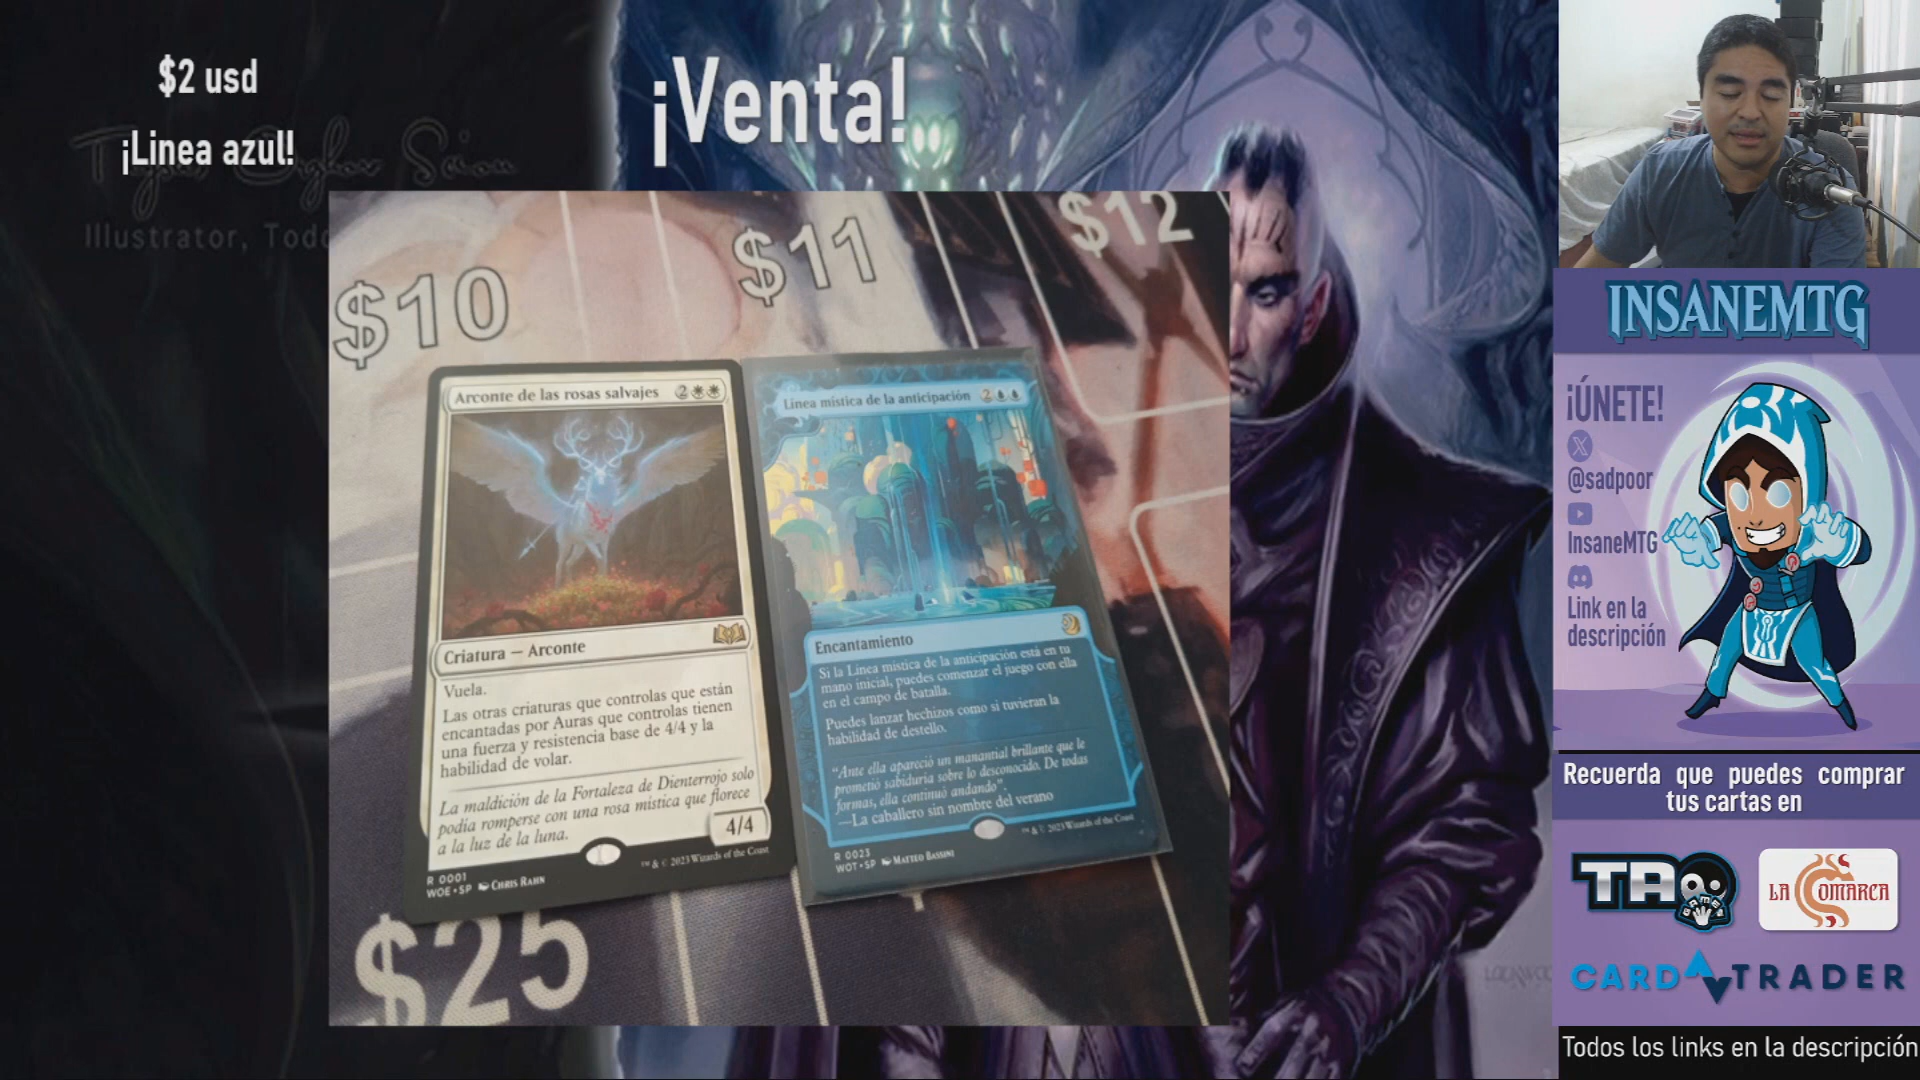 $2 usd
¡Linea azul!
Illustrator, Todd
¡Venta!
$10
$11
$12
Arconte de las rosas salvajes 2
Criatura — Arconte
Vuela.
Las otras criaturas que controlas que están
encantadas por Auras que controlas tienen
una fuerza y resistencia base de 4/4 y la
habilidad de volar.
La maldición de la Fortaleza de Dienterrojo solo
podía romperse con una rosa mística que florece
a la luz de la luna.
4/4
R 0001
WOE • SP CHRIS RAHN
™ & © 2023 Wizards of the Coast
Línea mística de la anticipación 2
Encantamiento
Si la Línea mística de la anticipación está en tu
mano inicial, puedes comenzar el juego con ella
en el campo de batalla.
Puedes lanzar hechizos como si tuvieran la
habilidad de destello.
“Ante ella apareció un manantial brillante que le
prometió sabiduría sobre lo desconocido. De todas
formas, ella continuó andando”.
—La caballero sin nombre del verano
R 0023
WOT • SP MATTEO BASSINI
™ & © 2023 Wizards of the Coast
$25
INSANEMTG
¡ÚNETE!
@sadpoor
InsaneMTG
Link en la
descripción
Recuerda que puedes comprar
tus cartas en
TAO
GAMES
LA COMARCA
CARD TRADER
Todos los links en la descripción